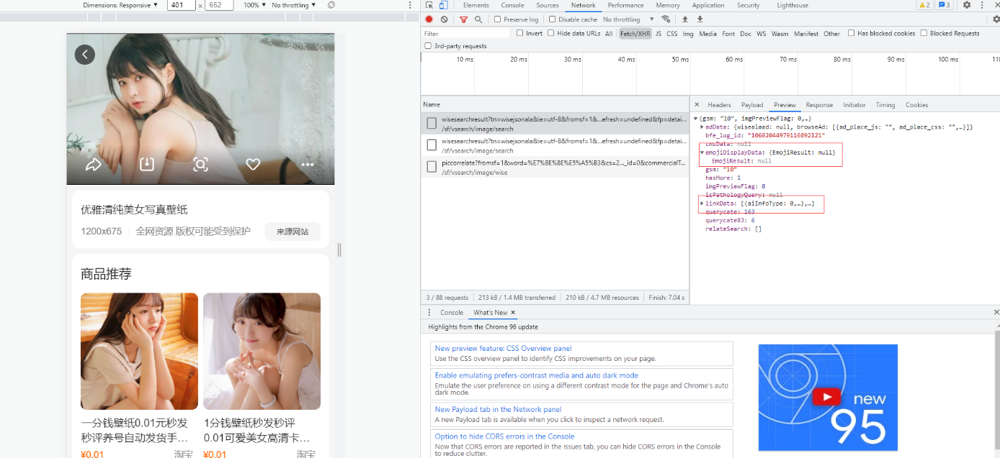 Dimensions: Responsive ▼ 401 x 652 100% ▼ No throttling ▼
Elements Console Sources Network Performance Memory Application Security Lighthouse 2 3
Preserve log Disable cache No throttling ▼
Filter Invert Hide data URLs All Fetch/XHR JS CSS Img Media Font Doc WS Wasm Manifest Other Has blocked cookies Blocked Requests
3rd-party requests
10 ms 20 ms 30 ms 40 ms 50 ms 60 ms 70 ms 80 ms 90 ms 100 ms
Name
wisesearchresult?tn=wisejsonala&ie=utf-8&fromsf=1&...efresh=undefined&fp=detai...
/sf/vsearch/image/search
wisesearchresult?tn=wisejsonala&ie=utf-8&fromsf=1&...efresh=undefined&fp=detai...
/sf/vsearch/image/search
piccorrelate?fromsf=1&word=%E7%BE%8E%E5%A5%B3&cs=2..._id=0&commercialT...
/sf/vsearch/image/wise
3 / 88 requests 213 kB / 1.4 MB transferred 210 kB / 4.7 MB resources Finish: 7.04 s
× Headers Payload Preview Response Initiator Timing Cookies
{gsm: "10", imgPreviewFlag: 0,…}
adData: {wisealaad: null, browseAd: [{ad_place_js: "", ad_place_css: "",…}]}
bfe_log_id: "10602044979116092121"
cmsData: null
emojiDisplayData: {EmojiResult: null}
EmojiResult: null
gsm: "10"
hasMore: 1
imgPreviewFlag: 0
isPathologyQuery: null
linkData: [{aiInfoType: 0,…},…]
querycate: 163
querycate83: 6
relateSearch: []
优雅清纯美女写真壁纸
1200x675 全网资源 版权可能受到保护 来源网站
商品推荐
一分钱壁纸0.01元秒发
秒评养号自动发货手...
¥0.01 淘宝
1分钱壁纸秒发秒评
0.01可爱美女高清卡...
¥0.01 淘宝
Console What's New ×
Highlights from the Chrome 96 update
New preview feature: CSS Overview panel
Use the CSS overview panel to identify CSS improvements on your page.
Enable emulating prefers-contrast media and auto dark mode
Emulate the user preference on using a different contrast mode for the page and Chrome's auto
dark mode.
New Payload tab in the Network panel
A new Payload tab is available when you click to inspect a network request.
Option to hide CORS errors in the Console
Now that CORS errors are reported in the Issues tab, you can hide CORS errors in the Console
to reduce clutter.
new
95